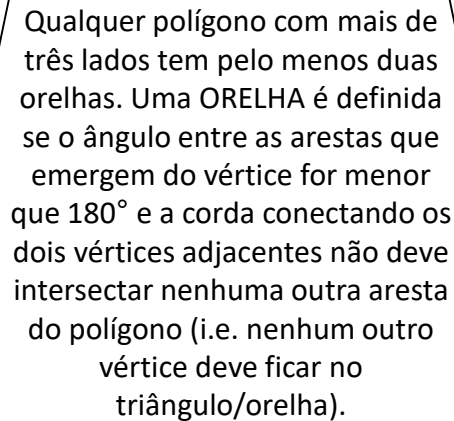 Qualquer polígono com mais de
três lados tem pelo menos duas
orelhas. Uma ORELHA é definida
se o ângulo entre as arestas que
emergem do vértice for menor
que 180° e a corda conectando os
dois vértices adjacentes não deve
intersectar nenhuma outra aresta
do polígono (i.e. nenhum outro
vértice deve ficar no
triângulo/orelha).